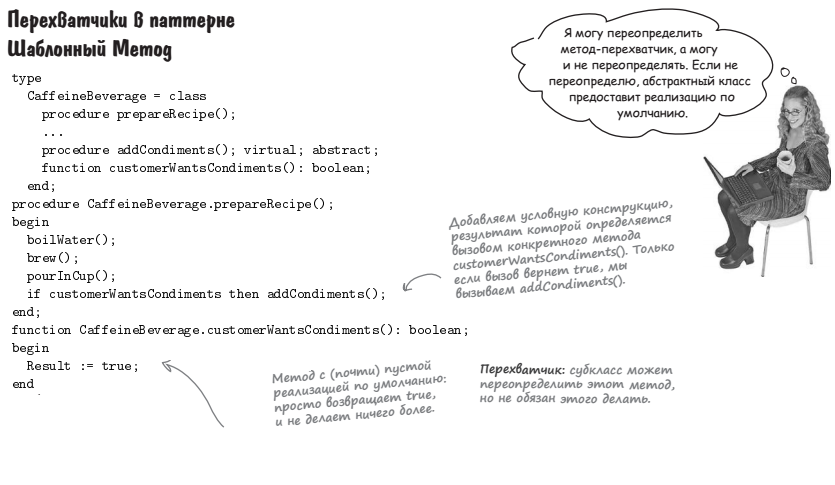 Перехватчики в паттерне
Шаблонный Метод
Я могу переопределить
метод-перехватчик, а могу
и не переопределять. Если не
переопределю, абстрактный класс
предоставит реализацию по
умолчанию.
type
CaffeineBeverage = class
procedure prepareRecipe();
...
procedure addCondiments(); virtual; abstract;
function customerWantsCondiments(): boolean;
end;
procedure CaffeineBeverage.prepareRecipe();
begin
boilWater();
brew();
pourInCup();
if customerWantsCondiments then addCondiments();
end;
function CaffeineBeverage.customerWantsCondiments(): boolean;
begin
Result := true;
end
Добавляем условную конструкцию,
результат которой определяется
вызовом конкретного метода
customerWantsCondiments(). Только
если вызов вернет true, мы
вызываем addCondiments().
Метод с (почти) пустой
реализацией по умолчанию:
просто возвращает true,
и не делает ничего более.
Перехватчик: субкласс может
переопределить этот метод,
но не обязан этого делать.